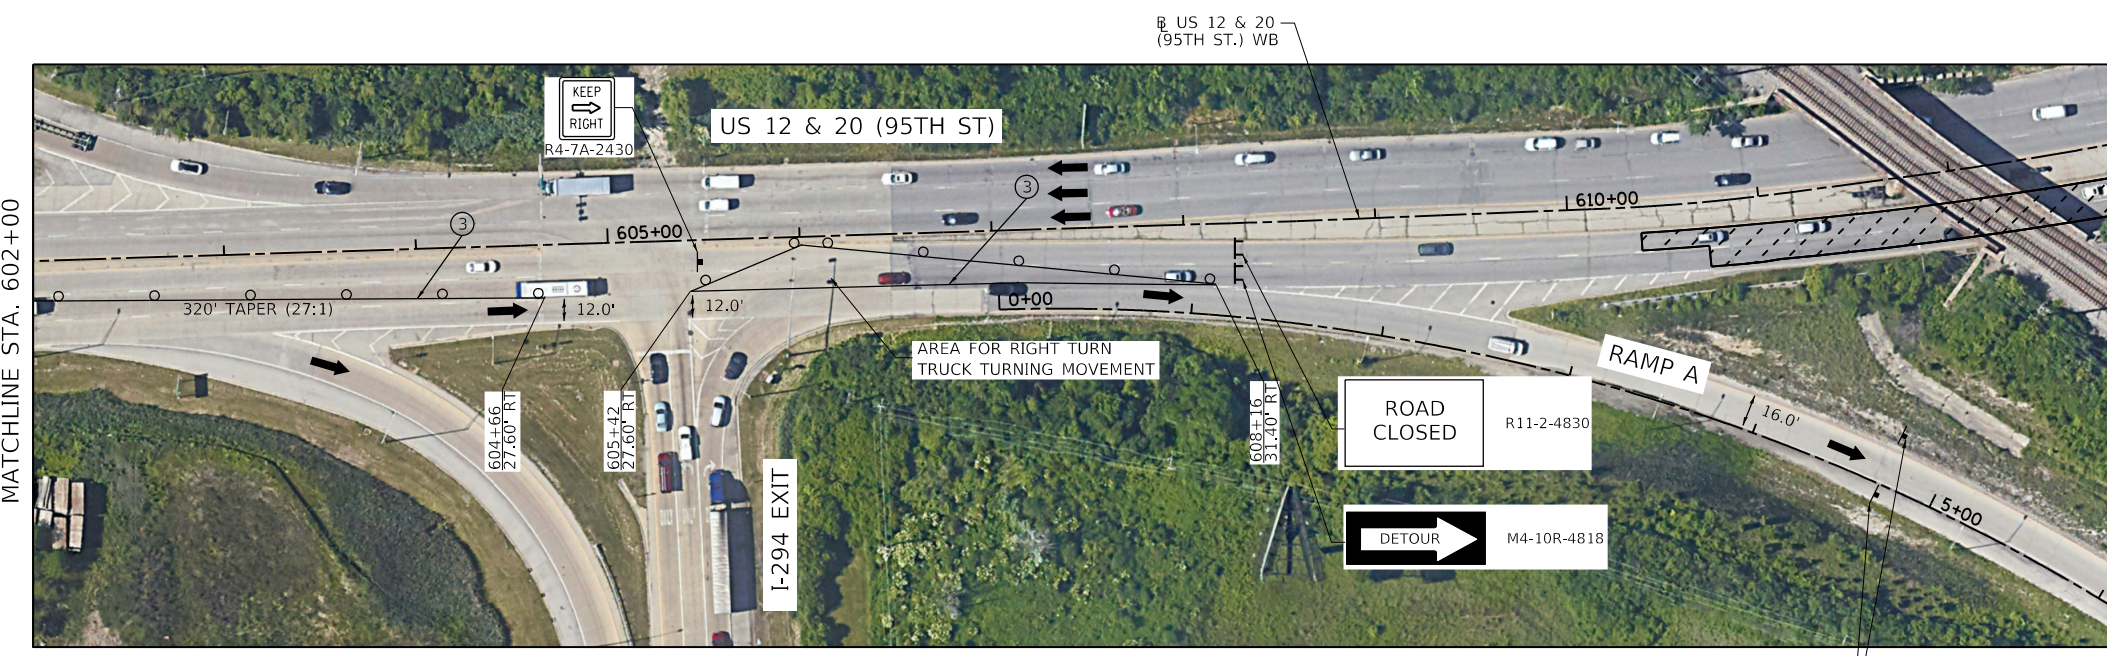 ℄ US 12 & 20
(95TH ST.) WB
KEEP
RIGHT
R4-7A-2430
US 12 & 20 (95TH ST)
MATCHLINE STA. 602+00
3
3
605+00
610+00
320' TAPER (27:1)
12.0'
12.0'
0+00
AREA FOR RIGHT TURN
TRUCK TURNING MOVEMENT
RAMP A
16.0'
5+00
604+66
27.60' RT
605+42
27.60' RT
608+16
31.40' RT
ROAD
CLOSED
R11-2-4830
I-294 EXIT
DETOUR
M4-10R-4818